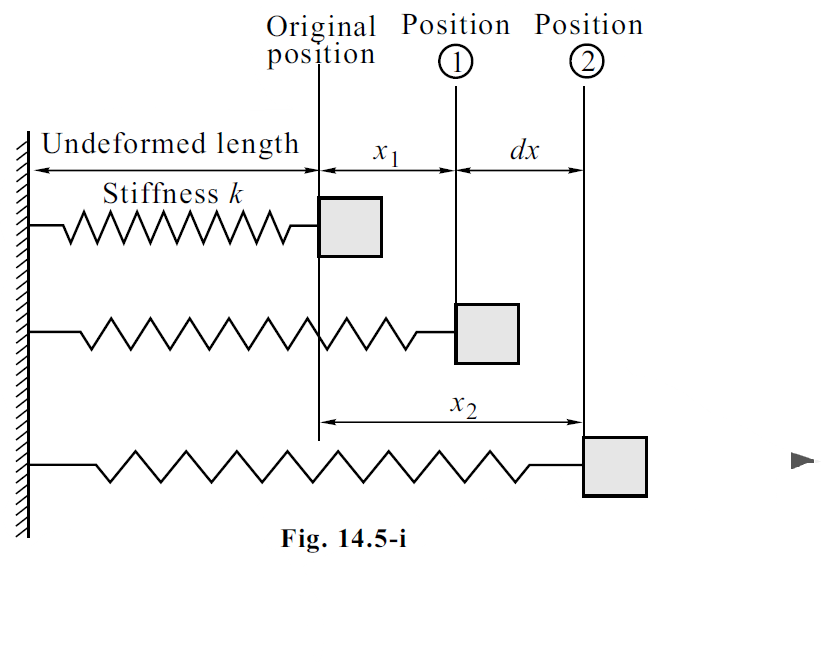 Original position
Position ①
Position ②
Undeformed length
x₁
dx
Stiffness k
x₂
Fig. 14.5-i